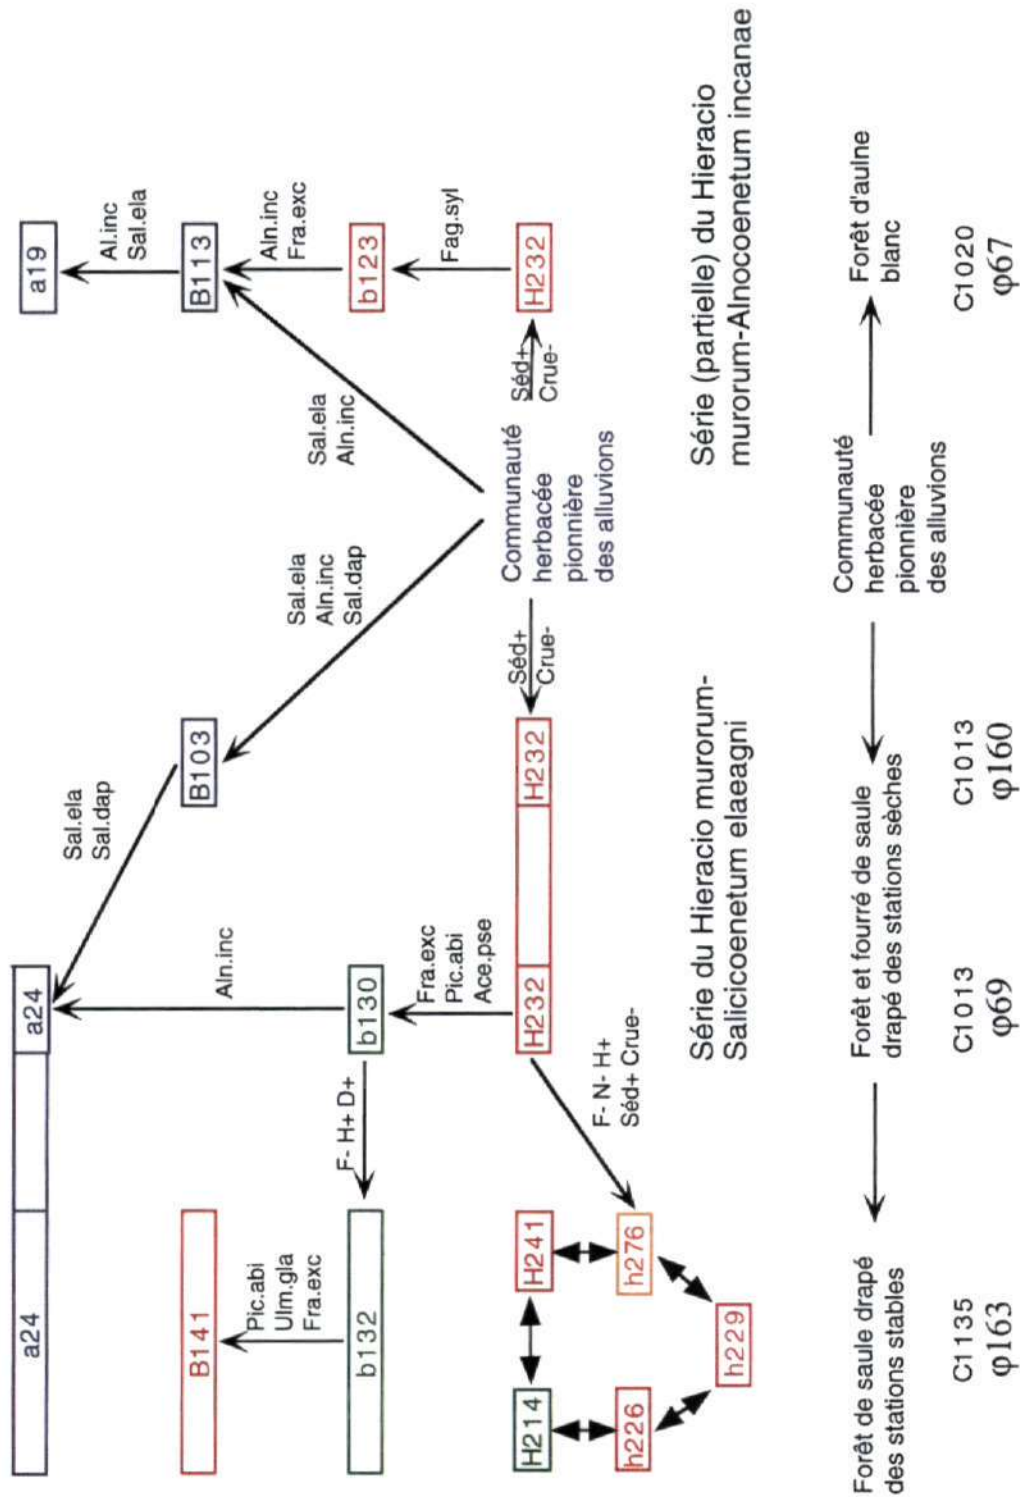 a24
a24
a19
Sal.ela
Sal.dap
Al.inc
Sal.ela
B141
B103
B113
Aln.inc
Pic.abi
Ulm.gla
Fra.exc
Sal.ela
Aln.inc
Sal.dap
Sal.ela
Aln.inc
Aln.inc
Fra.exc
F- H+ D+
b132
b130
b123
Fra.exc
Pic.abi
Ace.pse
Fag.syl
H214
H241
H232
H232
Séd+
Crue-
Communauté
herbacée
pionnière
des alluvions
Séd+
Crue-
H232
h226
h276
F- N- H+
Séd+ Crue-
h229
Série du Hieracio murorum-
Salicicoenetum elaeagni
Série (partielle) du Hieracio
murorum-Alnocoenetum incanae
Forêt de saule drapé
des stations stables
Forêt et fourré de saule
drapé des stations sèches
Communauté
herbacée
pionnière
des alluvions
Forêt d'aulne
blanc
C1135
φ163
C1013
φ69
C1013
φ160
C1020
φ67